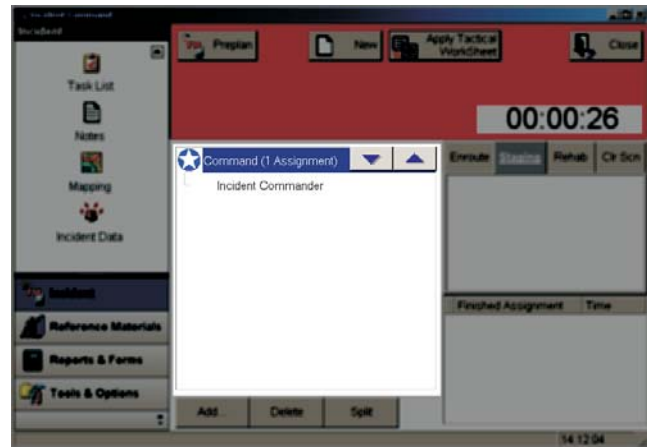 Incident Command
Incident
Task List
Notes
Mapping
Incident Data
Incident
Reference Materials
Reports & Forms
Tools & Options
Preplan
New
Apply Tactical
WorkSheet
Close
00:00:26
Command (1 Assignment)
Incident Commander
Enroute Staging Rehab Clr Scn
Finished Assignment Time
Add... Delete Split
14:12:04